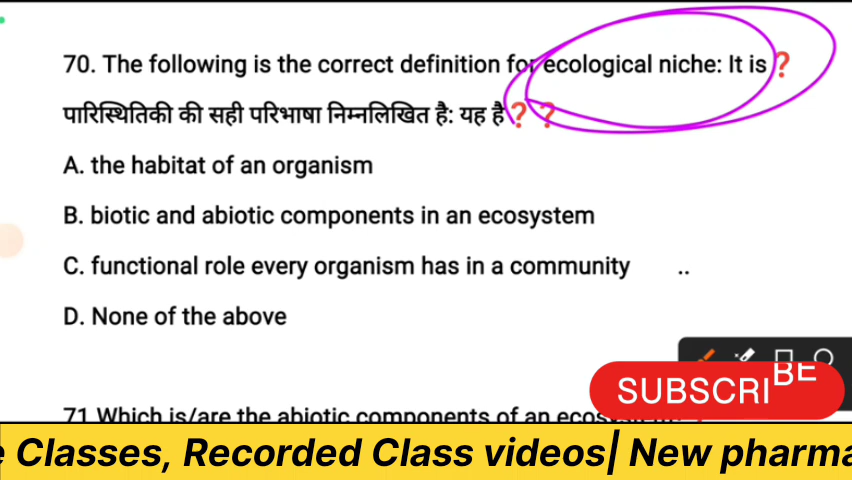 70. The following is the correct definition for ecological niche: It is ❓
पारिस्थितिकी की सही परिभाषा निम्नलिखित है: यह है ❓ ❓
A. the habitat of an organism
B. biotic and abiotic components in an ecosystem
C. functional role every organism has in a community ..
D. None of the above
SUBSCRIBE
71 Which is/are the abiotic components of an
Classes, Recorded Class videos| New